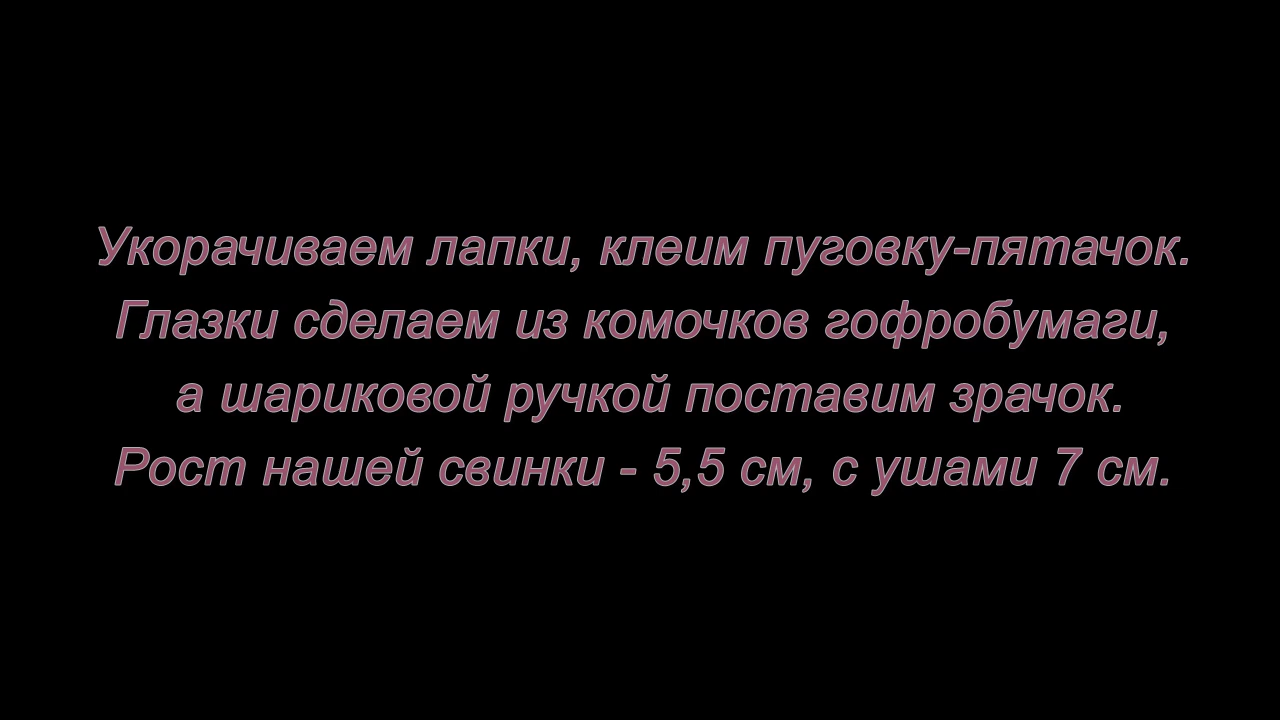 Укорачиваем лапки, клеим пуговку-пятачок.
Глазки сделаем из комочков гофробумаги,
а шариковой ручкой поставим зрачок.
Рост нашей свинки - 5,5 см, с ушами 7 см.